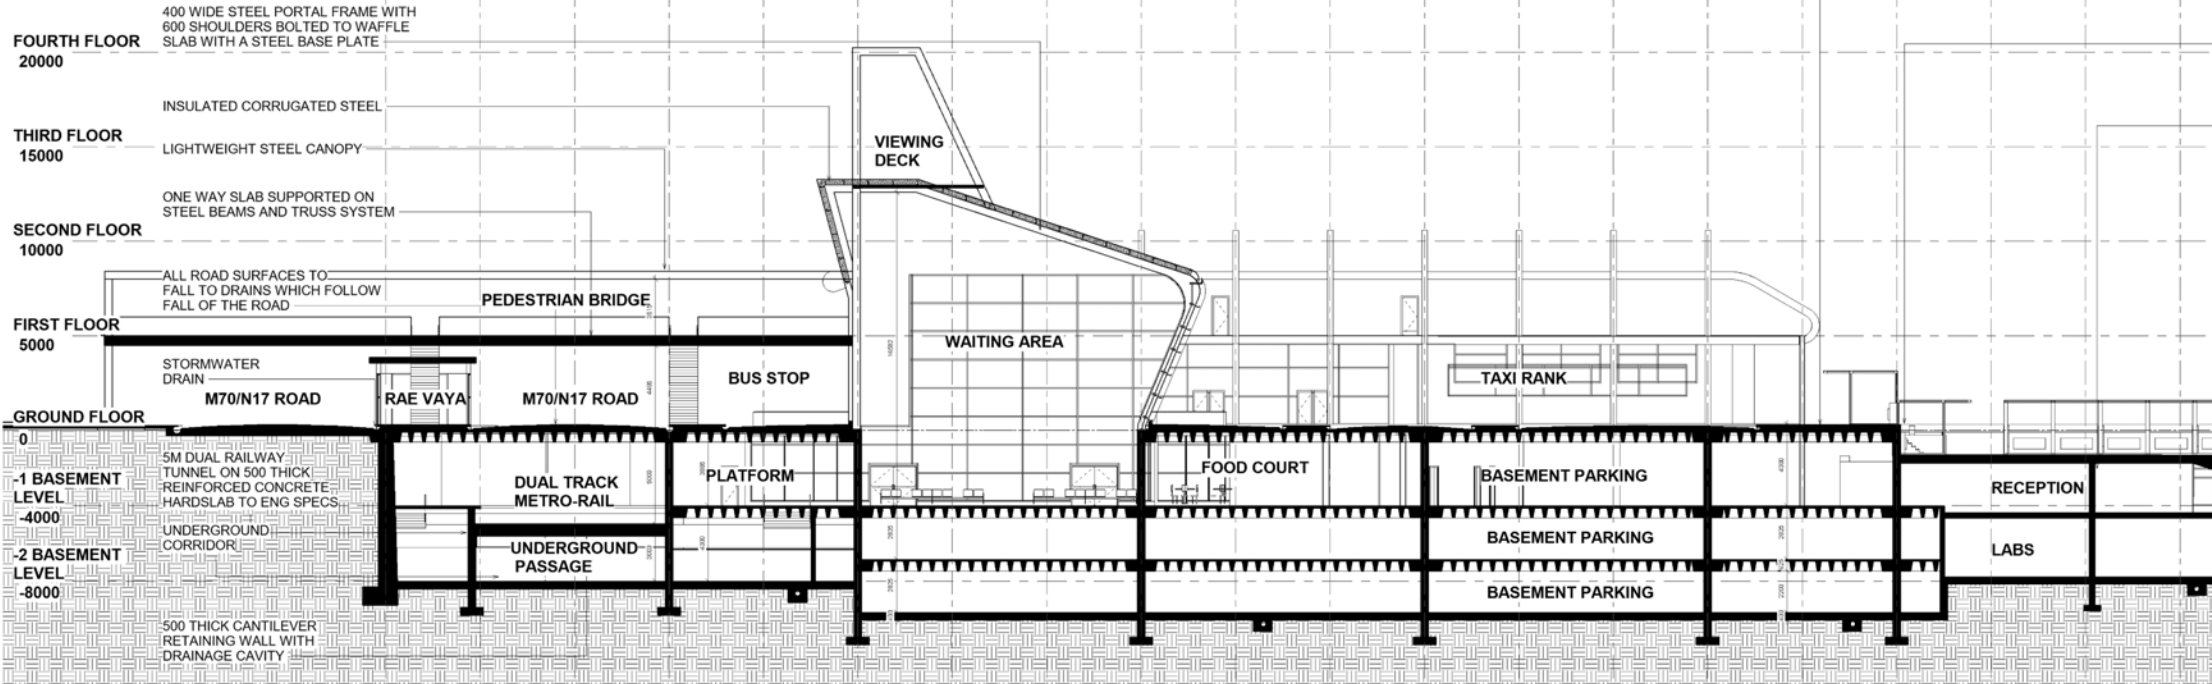 400 WIDE STEEL PORTAL FRAME WITH
600 SHOULDERS BOLTED TO WAFFLE
SLAB WITH A STEEL BASE PLATE
FOURTH FLOOR
20000
INSULATED CORRUGATED STEEL
THIRD FLOOR
15000
LIGHTWEIGHT STEEL CANOPY
VIEWING
DECK
ONE WAY SLAB SUPPORTED ON
STEEL BEAMS AND TRUSS SYSTEM
SECOND FLOOR
10000
ALL ROAD SURFACES TO
FALL TO DRAINS WHICH FOLLOW
FALL OF THE ROAD
PEDESTRIAN BRIDGE
FIRST FLOOR
5000
WAITING AREA
STORMWATER
DRAIN
BUS STOP
TAXI RANK
M70/N17 ROAD
RAE VAYA
M70/N17 ROAD
GROUND FLOOR
0
5M DUAL RAILWAY
TUNNEL ON 500 THICK
REINFORCED CONCRETE
HARDSLAB TO ENG SPECS
-1 BASEMENT
LEVEL
-4000
DUAL TRACK
METRO-RAIL
PLATFORM
FOOD COURT
BASEMENT PARKING
RECEPTION
UNDERGROUND
CORRIDOR
-2 BASEMENT
LEVEL
-8000
UNDERGROUND
PASSAGE
BASEMENT PARKING
LABS
BASEMENT PARKING
500 THICK CANTILEVER
RETAINING WALL WITH
DRAINAGE CAVITY